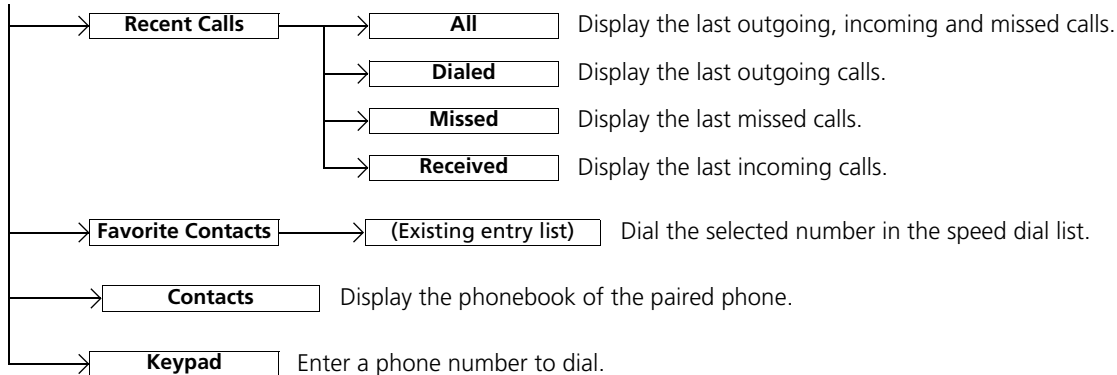 Recent Calls All Display the last outgoing, incoming and missed calls.
Dialed Display the last outgoing calls.
Missed Display the last missed calls.
Received Display the last incoming calls.
Favorite Contacts (Existing entry list) Dial the selected number in the speed dial list.
Contacts Display the phonebook of the paired phone.
Keypad Enter a phone number to dial.